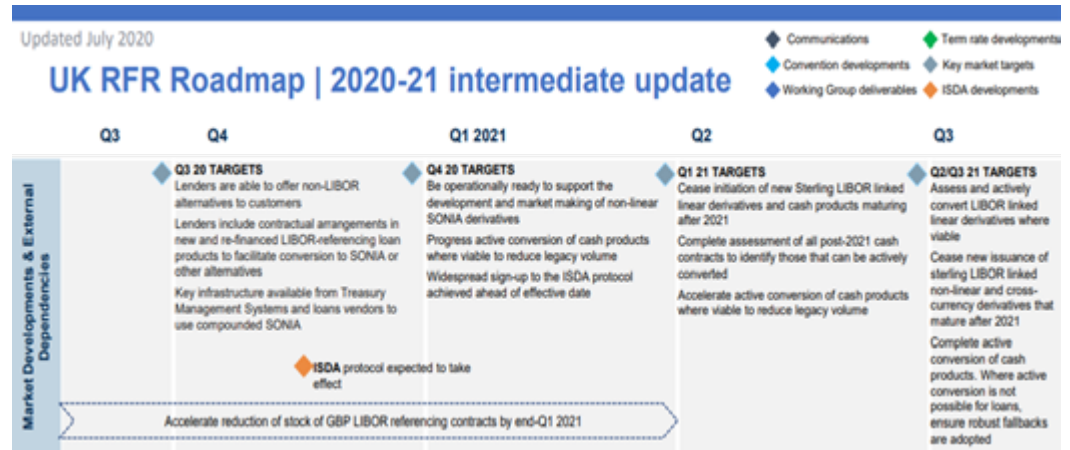 Updated July 2020
UK RFR Roadmap | 2020-21 intermediate update
Communications
Term rate developments
Convention developments
Key market targets
Working Group deliverables
ISDA developments
Q3
Q4
Q1 2021
Q2
Q3
Market Developments & External
Dependencies
Q3 20 TARGETS
Lenders are able to offer non-LIBOR
alternatives to customers
Lenders include contractual arrangements in
new and re-financed LIBOR-referencing loan
products to facilitate conversion to SONIA or
other alternatives
Key infrastructure available from Treasury
Management Systems and loans vendors to
use compounded SONIA
ISDA protocol expected to take
effect
Q4 20 TARGETS
Be operationally ready to support the
development and market making of non-linear
SONIA derivatives
Progress active conversion of cash products
where viable to reduce legacy volume
Widespread sign-up to the ISDA protocol
achieved ahead of effective date
Q1 21 TARGETS
Cease initiation of new Sterling LIBOR linked
linear derivatives and cash products maturing
after 2021
Complete assessment of all post-2021 cash
contracts to identify those that can be actively
converted
Accelerate active conversion of cash products
where viable to reduce legacy volume
Q2/Q3 21 TARGETS
Assess and actively
convert LIBOR linked
linear derivatives where
viable
Cease new issuance of
sterling LIBOR linked
non-linear and cross-
currency derivatives that
mature after 2021
Complete active
conversion of cash
products. Where active
conversion is not
possible for loans,
ensure robust fallbacks
are adopted
Accelerate reduction of stock of GBP LIBOR referencing contracts by end-Q1 2021